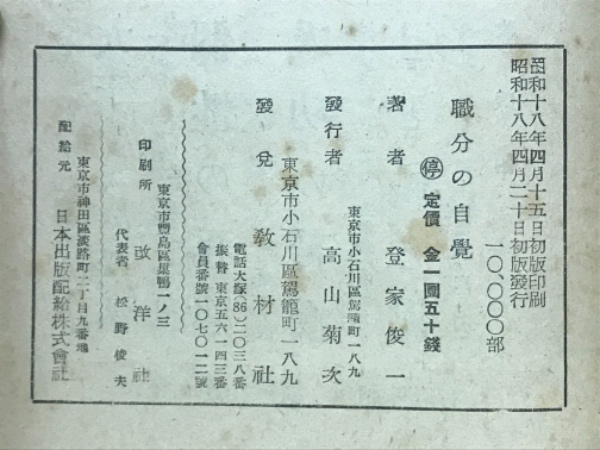 昭和十八年四月十五日初版印刷
昭和十八年四月二十日初版發行
一〇、〇〇〇部
職分の自覺
停 定價 金一圓五十錢
著者 登家俊一
東京市小石川區駕籠町一八九
發行者 高山菊次
東京市小石川區駕龍町一八九
發兌 敎材社
電話大塚(86)二〇三八番
振替東京五六一四三番
會員番號一〇七〇一二號
東京市豐島區巢鴨一ノ三
印刷所 改洋社
代表者 松野俊夫
東京市神田區淡路町二丁目九番地
配給元 日本出版配給株式會社